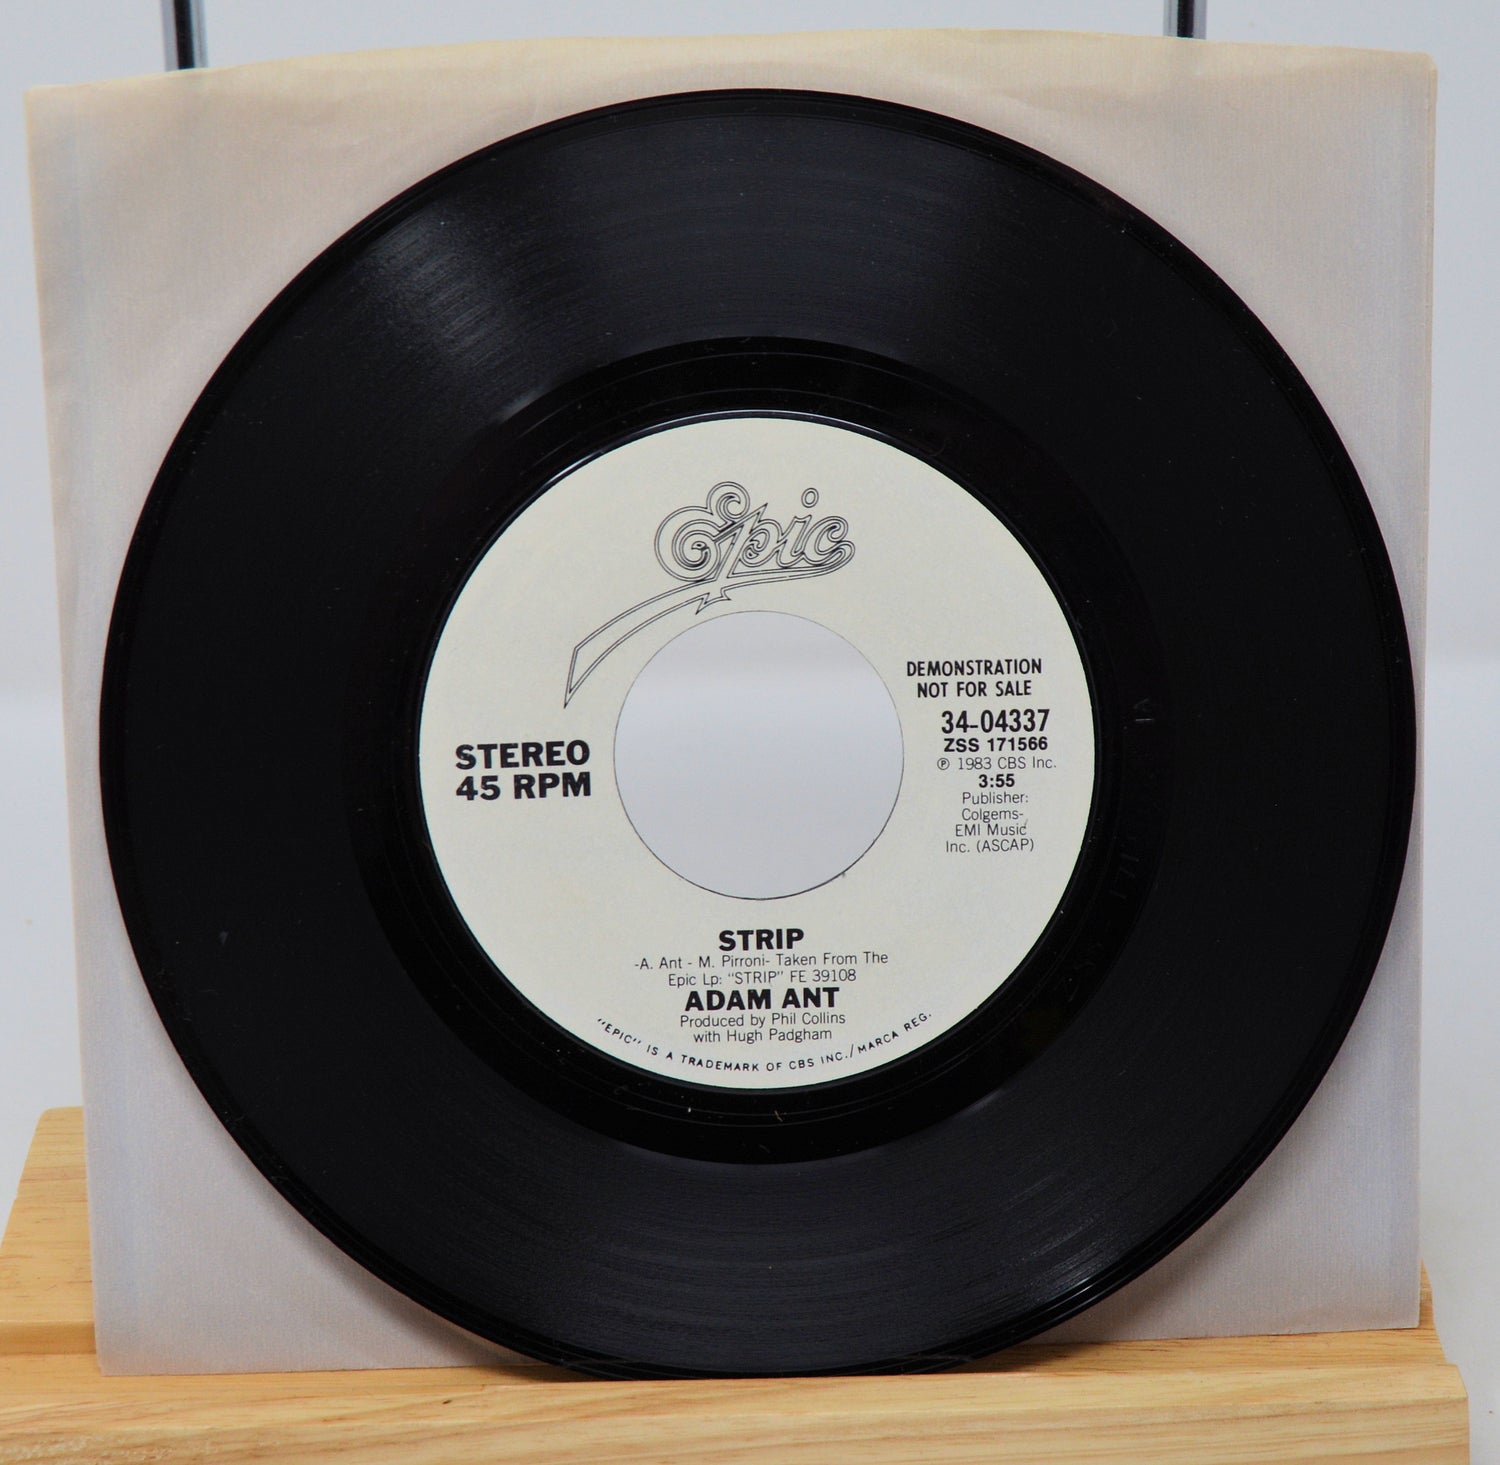 Epic
DEMONSTRATION
NOT FOR SALE
34-04337
ZSS 171566
℗ 1983 CBS Inc.
3:55
Publisher:
Colgems-
EMI Music
Inc. (ASCAP)
STEREO
45 RPM
STRIP
-A. Ant - M. Pirroni- Taken From The
Epic Lp: "STRIP" FE 39108
ADAM ANT
Produced by Phil Collins
with Hugh Padgham
"EPIC" IS A TRADEMARK OF CBS INC./MARCA REG.